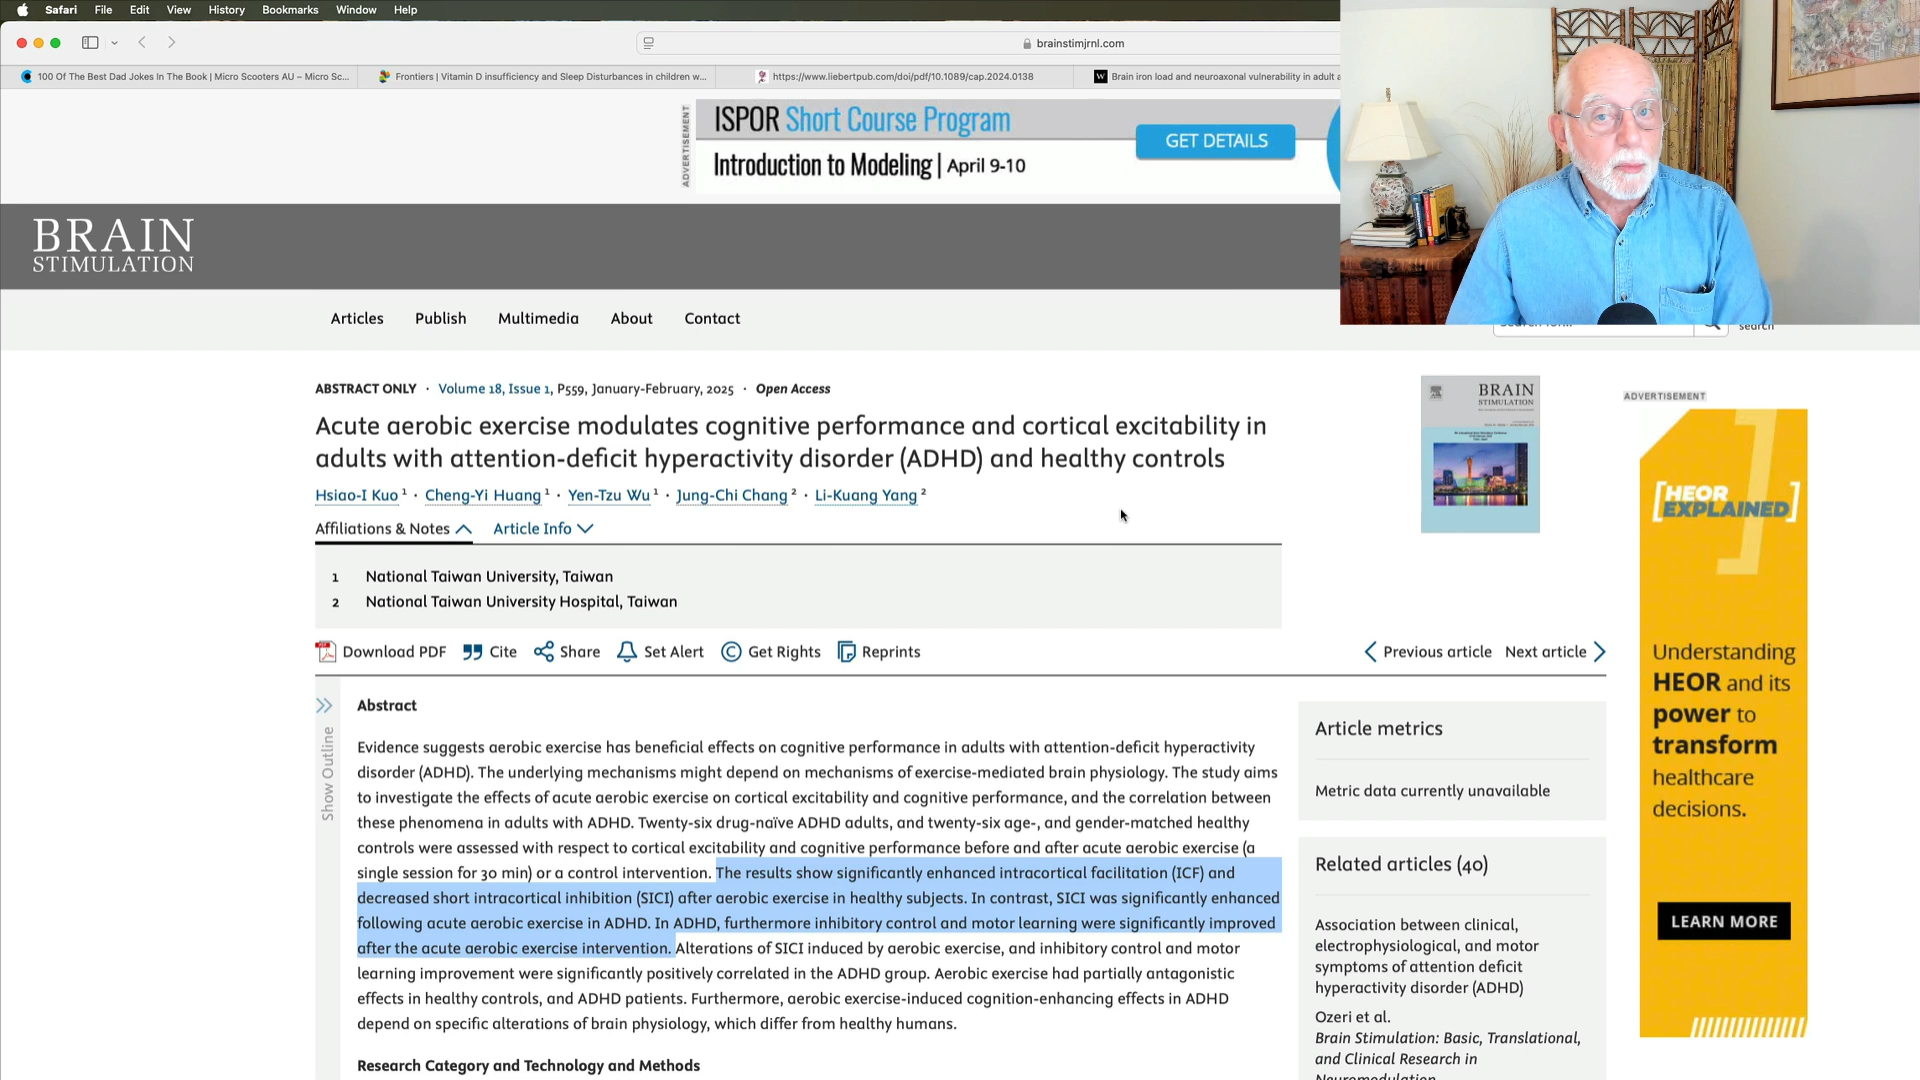 Safari File Edit View History Bookmarks Window Help
brainstimjrnl.com
100 Of The Best Dad Jokes In The Book | Micro Scooters AU – Micro Sc...
Frontiers | Vitamin D insufficiency and Sleep Disturbances in children w...
https://www.liebertpub.com/doi/pdf/10.1089/cap.2024.0138
W Brain iron load and neuroaxonal vulnerability in adult a
ADVERTISEMENT
ISPOR Short Course Program
Introduction to Modeling | April 9-10
GET DETAILS
BRAIN
STIMULATION
Articles Publish Multimedia About Contact
search
ABSTRACT ONLY · Volume 18, Issue 1, P559, January-February, 2025 · Open Access
Acute aerobic exercise modulates cognitive performance and cortical excitability in
adults with attention-deficit hyperactivity disorder (ADHD) and healthy controls
Hsiao-I Kuo 1 · Cheng-Yi Huang 1 · Yen-Tzu Wu 1 · Jung-Chi Chang 2 · Li-Kuang Yang 2
Affiliations & Notes Article Info
1 National Taiwan University, Taiwan
2 National Taiwan University Hospital, Taiwan
Download PDF Cite Share Set Alert Get Rights Reprints
Previous article Next article
Show Outline
Abstract
Evidence suggests aerobic exercise has beneficial effects on cognitive performance in adults with attention-deficit hyperactivity
disorder (ADHD). The underlying mechanisms might depend on mechanisms of exercise-mediated brain physiology. The study aims
to investigate the effects of acute aerobic exercise on cortical excitability and cognitive performance, and the correlation between
these phenomena in adults with ADHD. Twenty-six drug-naïve ADHD adults, and twenty-six age-, and gender-matched healthy
controls were assessed with respect to cortical excitability and cognitive performance before and after acute aerobic exercise (a
single session for 30 min) or a control intervention. The results show significantly enhanced intracortical facilitation (ICF) and
decreased short intracortical inhibition (SICI) after aerobic exercise in healthy subjects. In contrast, SICI was significantly enhanced
following acute aerobic exercise in ADHD. In ADHD, furthermore inhibitory control and motor learning were significantly improved
after the acute aerobic exercise intervention. Alterations of SICI induced by aerobic exercise, and inhibitory control and motor
learning improvement were significantly positively correlated in the ADHD group. Aerobic exercise had partially antagonistic
effects in healthy controls, and ADHD patients. Furthermore, aerobic exercise-induced cognition-enhancing effects in ADHD
depend on specific alterations of brain physiology, which differ from healthy humans.
Research Category and Technology and Methods
BRAIN
STIMULATION
Article metrics
Metric data currently unavailable
Related articles (40)
Association between clinical,
electrophysiological, and motor
symptoms of attention deficit
hyperactivity disorder (ADHD)
Ozeri et al.
Brain Stimulation: Basic, Translational,
and Clinical Research in
Neuromodulation
ADVERTISEMENT
[HEOR
EXPLAINED]
Understanding
HEOR and its
power to
transform
healthcare
decisions.
LEARN MORE